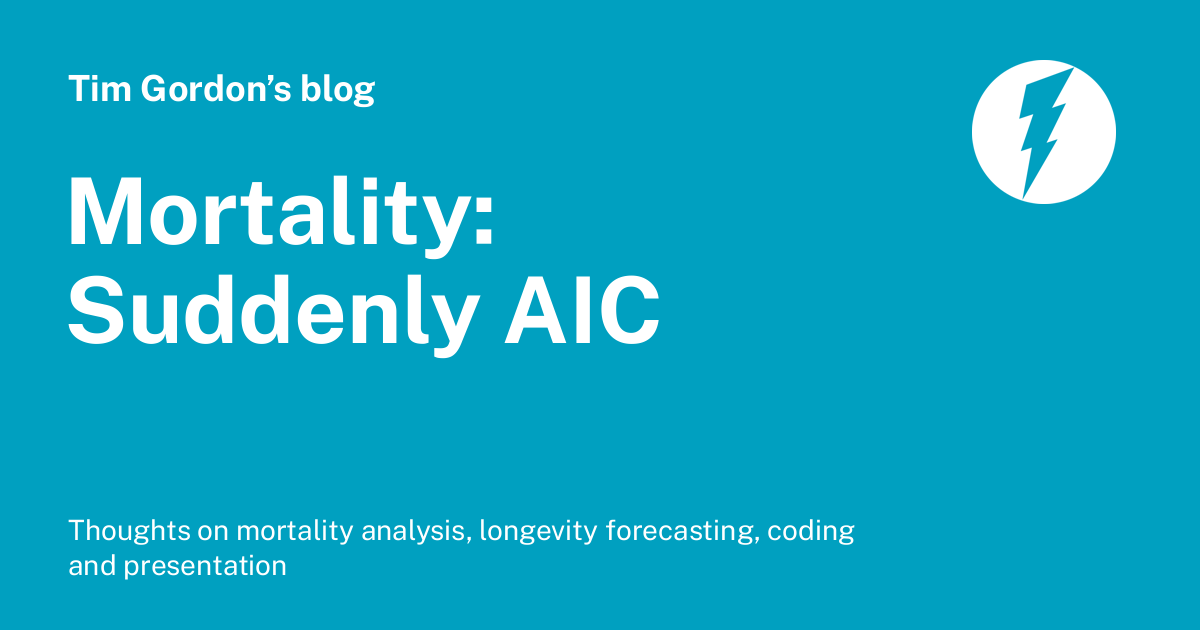 Tim Gordon’s blog
Mortality:
Suddenly AIC
Thoughts on mortality analysis, longevity forecasting, coding
and presentation